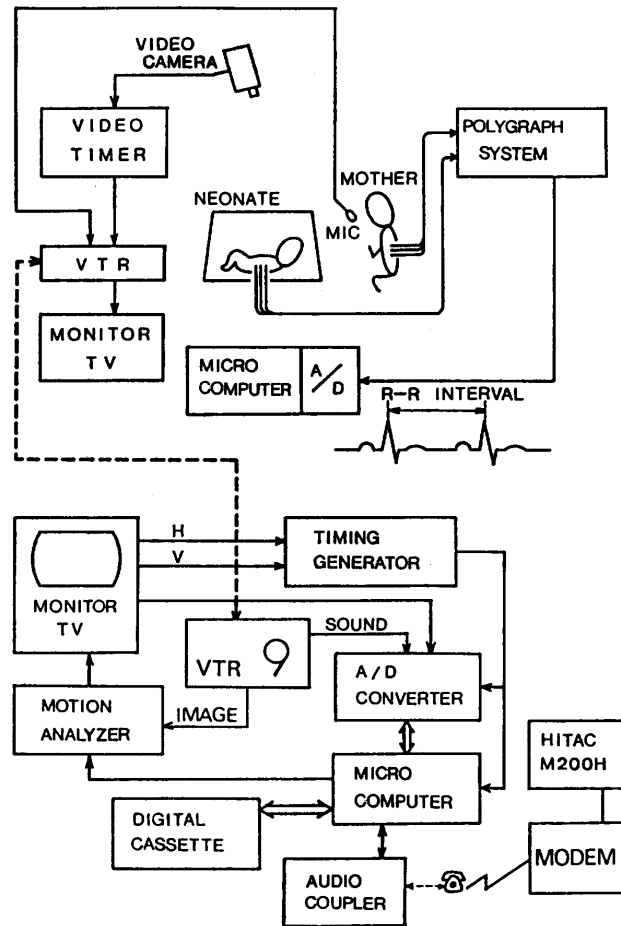 VIDEO
CAMERA
VIDEO
TIMER
POLYGRAPH
SYSTEM
MOTHER
NEONATE
MIC
VTR
MONITOR
TV
MICRO
COMPUTER
A/D
R-R INTERVAL
H
V
TIMING
GENERATOR
MONITOR
TV
SOUND
VTR
A/D
CONVERTER
MOTION
ANALYZER
IMAGE
HITAC
M200H
MICRO
COMPUTER
DIGITAL
CASSETTE
MODEM
AUDIO
COUPLER